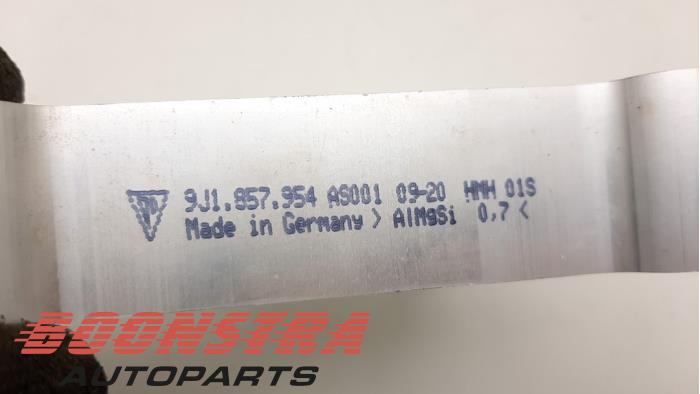 9J1.857.954 AS001 09-20 HMH 01S
Made in Germany > AlMgSi 0,7 <
BOONSTRA
AUTOPARTS